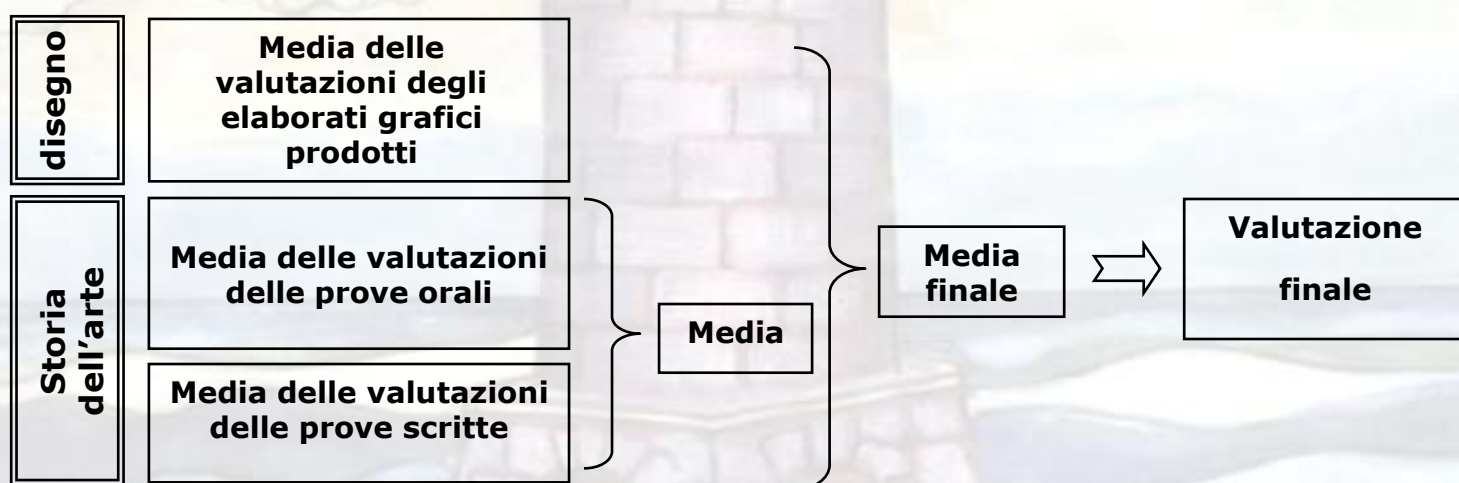 disegno
Media delle
valutazioni degli
elaborati grafici
prodotti
Storia
dell’arte
Media delle valutazioni
delle prove orali
Media delle valutazioni
delle prove scritte
Media
Media
finale
Valutazione
finale